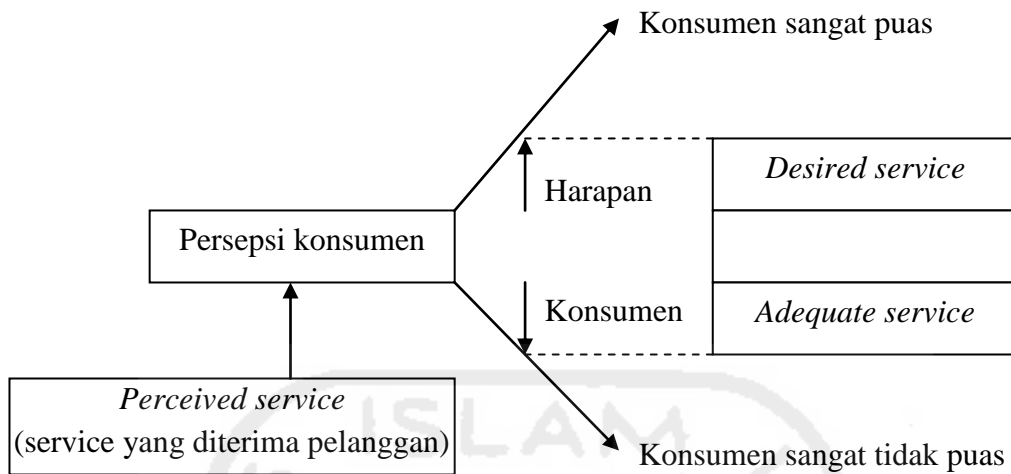 Konsumen sangat puas
Desired service
Harapan
Persepsi konsumen
Konsumen
Adequate service
Perceived service
(service yang diterima pelanggan)
ISLAM
Konsumen sangat tidak puas